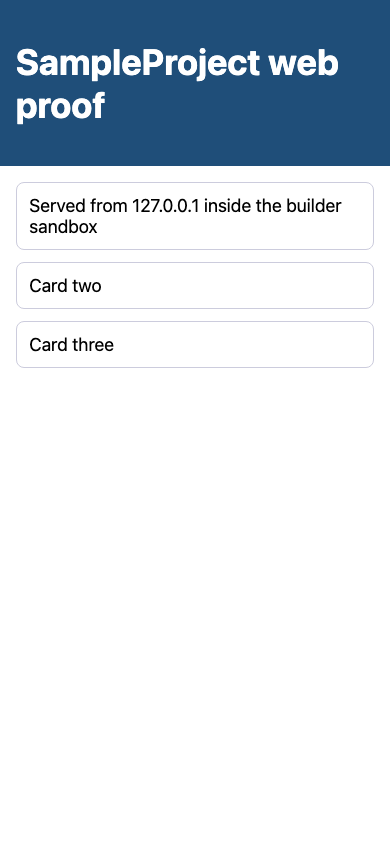 SampleProject web
proof
Served from 127.0.0.1 inside the builder
sandbox
Card two
Card three